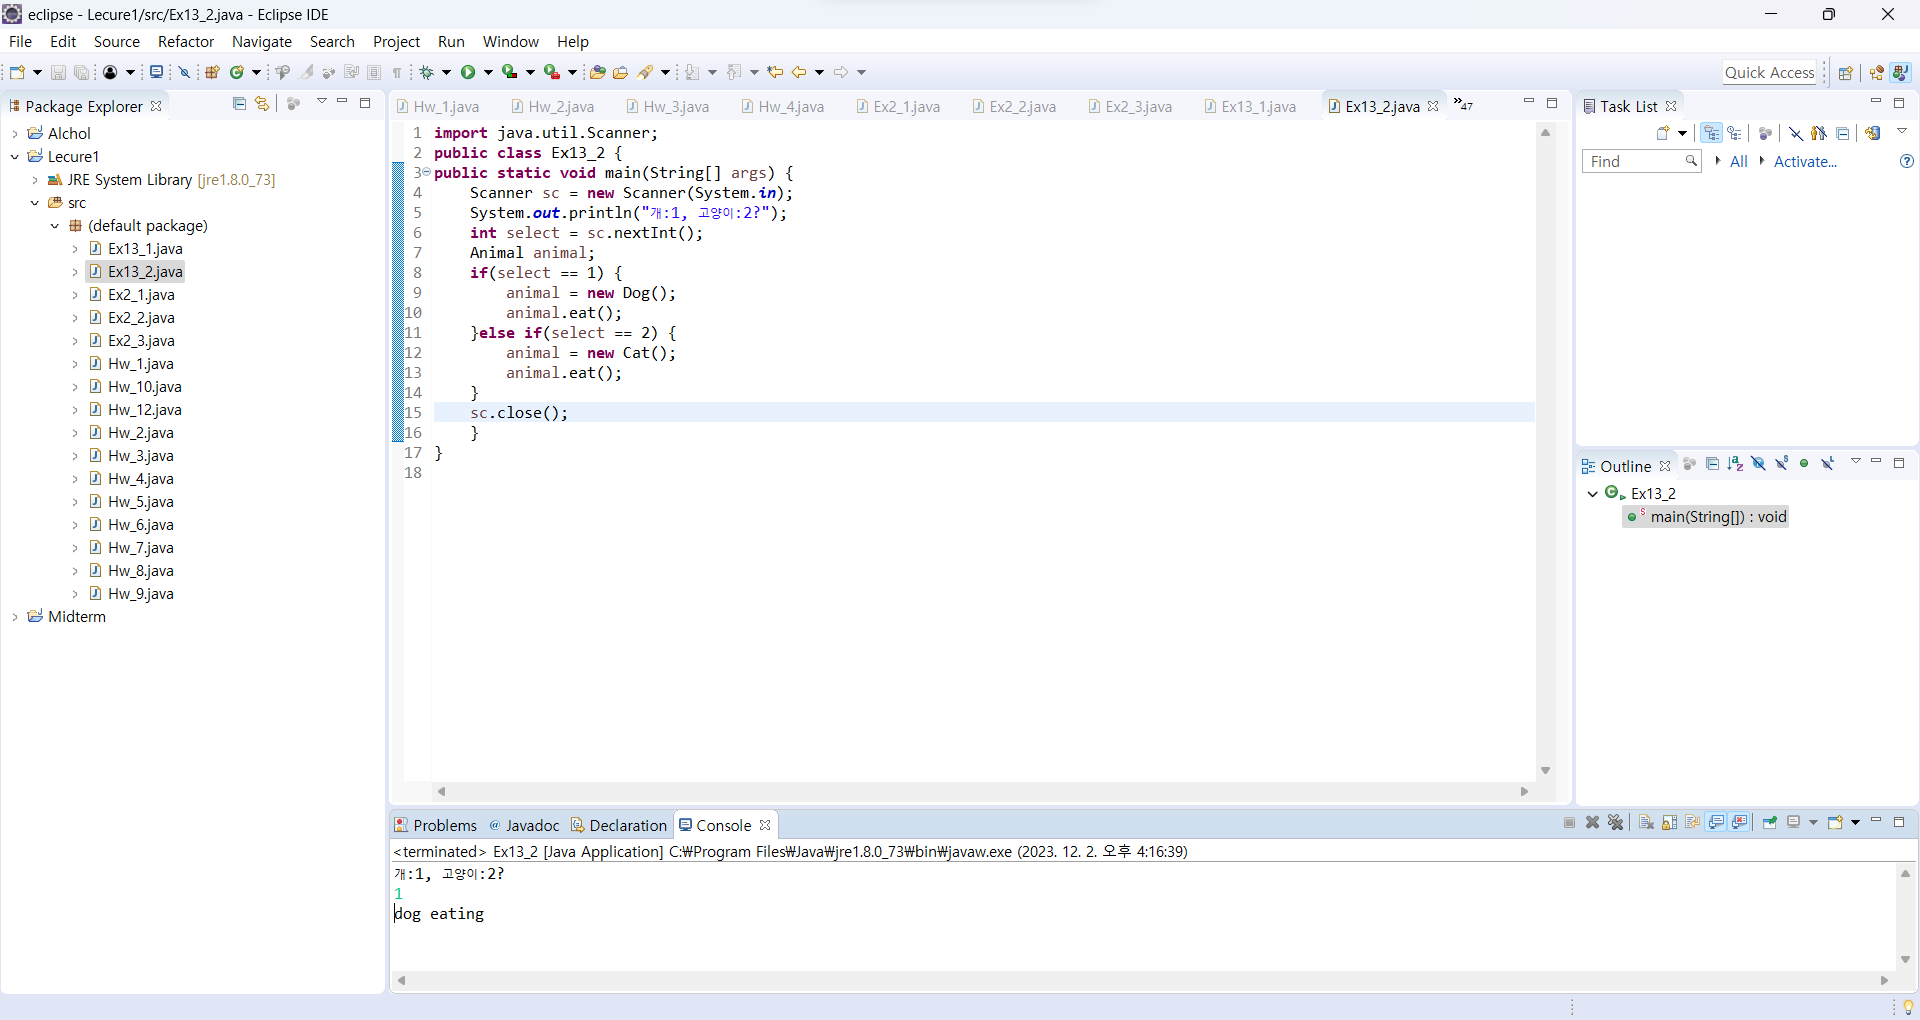 eclipse - Lecure1/src/Ex13_2.java - Eclipse IDE
File Edit Source Refactor Navigate Search Project Run Window Help
Quick Access
Package Explorer
Alchol
Lecure1
JRE System Library [jre1.8.0_73]
src
(default package)
Ex13_1.java
Ex13_2.java
Ex2_1.java
Ex2_2.java
Ex2_3.java
Hw_1.java
Hw_10.java
Hw_12.java
Hw_2.java
Hw_3.java
Hw_4.java
Hw_5.java
Hw_6.java
Hw_7.java
Hw_8.java
Hw_9.java
Midterm
Hw_1.java Hw_2.java Hw_3.java Hw_4.java Ex2_1.java Ex2_2.java Ex2_3.java Ex13_1.java Ex13_2.java »47
1 import java.util.Scanner;
2 public class Ex13_2 {
3 public static void main(String[] args) {
4 Scanner sc = new Scanner(System.in);
5 System.out.println("개:1, 고양이:2?");
6 int select = sc.nextInt();
7 Animal animal;
8 if(select == 1) {
9 animal = new Dog();
10 animal.eat();
11 }else if(select == 2) {
12 animal = new Cat();
13 animal.eat();
14 }
15 sc.close();
16 }
17 }
18
Task List
Find All Activate...
Outline
Ex13_2
main(String[]) : void
Problems @ Javadoc Declaration Console
<terminated> Ex13_2 [Java Application] C:₩Program Files₩Java₩jre1.8.0_73₩bin₩javaw.exe (2023. 12. 2. 오후 4:16:39)
개:1, 고양이:2?
1
dog eating